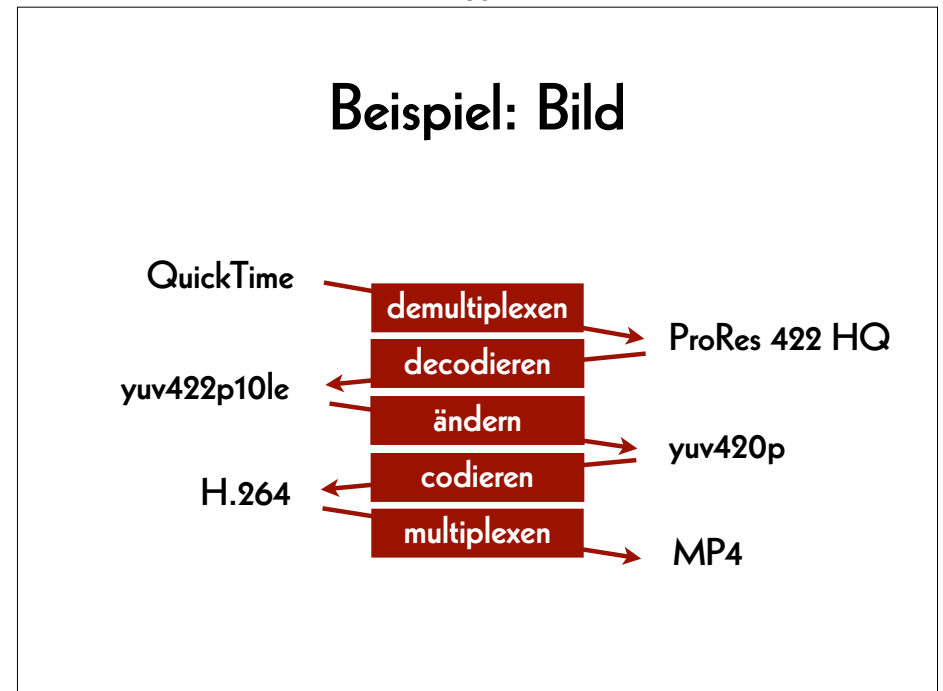 Beispiel: Bild
QuickTime
demultiplexen
ProRes 422 HQ
decodieren
yuv422p10le
ändern
yuv420p
codieren
H.264
multiplexen
MP4